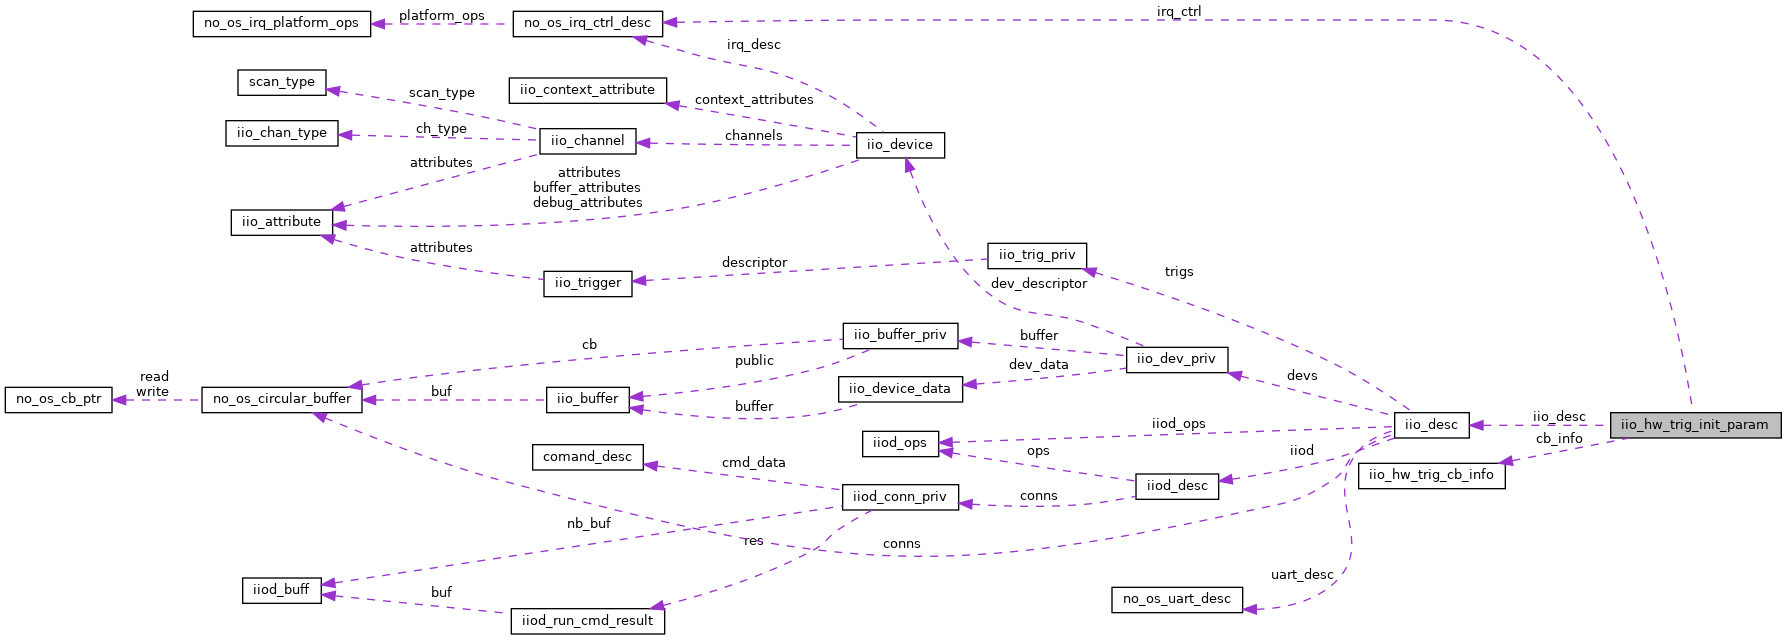 irq_ctrl
platform_ops
no_os_irq_platform_ops
no_os_irq_ctrl_desc
irq_desc
scan_type
iio_context_attribute
scan_type
context_attributes
iio_chan_type
ch_type
iio_channel
channels
iio_device
attributes
attributes
buffer_attributes
debug_attributes
iio_attribute
attributes
iio_trig_priv
descriptor
trigs
iio_trigger
dev_descriptor
iio_buffer_priv
buffer
cb
public
iio_dev_priv
dev_data
read
write
devs
no_os_cb_ptr
no_os_circular_buffer
buf
iio_buffer
iio_device_data
buffer
iio_desc
iio_desc
iio_hw_trig_init_param
iiod_ops
cb_info
iiod_ops
ops
iiod
comand_desc
cmd_data
iio_hw_trig_cb_info
iiod_desc
iiod_conn_priv
conns
nb_buf
res
conns
uart_desc
iiod_buff
buf
no_os_uart_desc
iiod_run_cmd_result